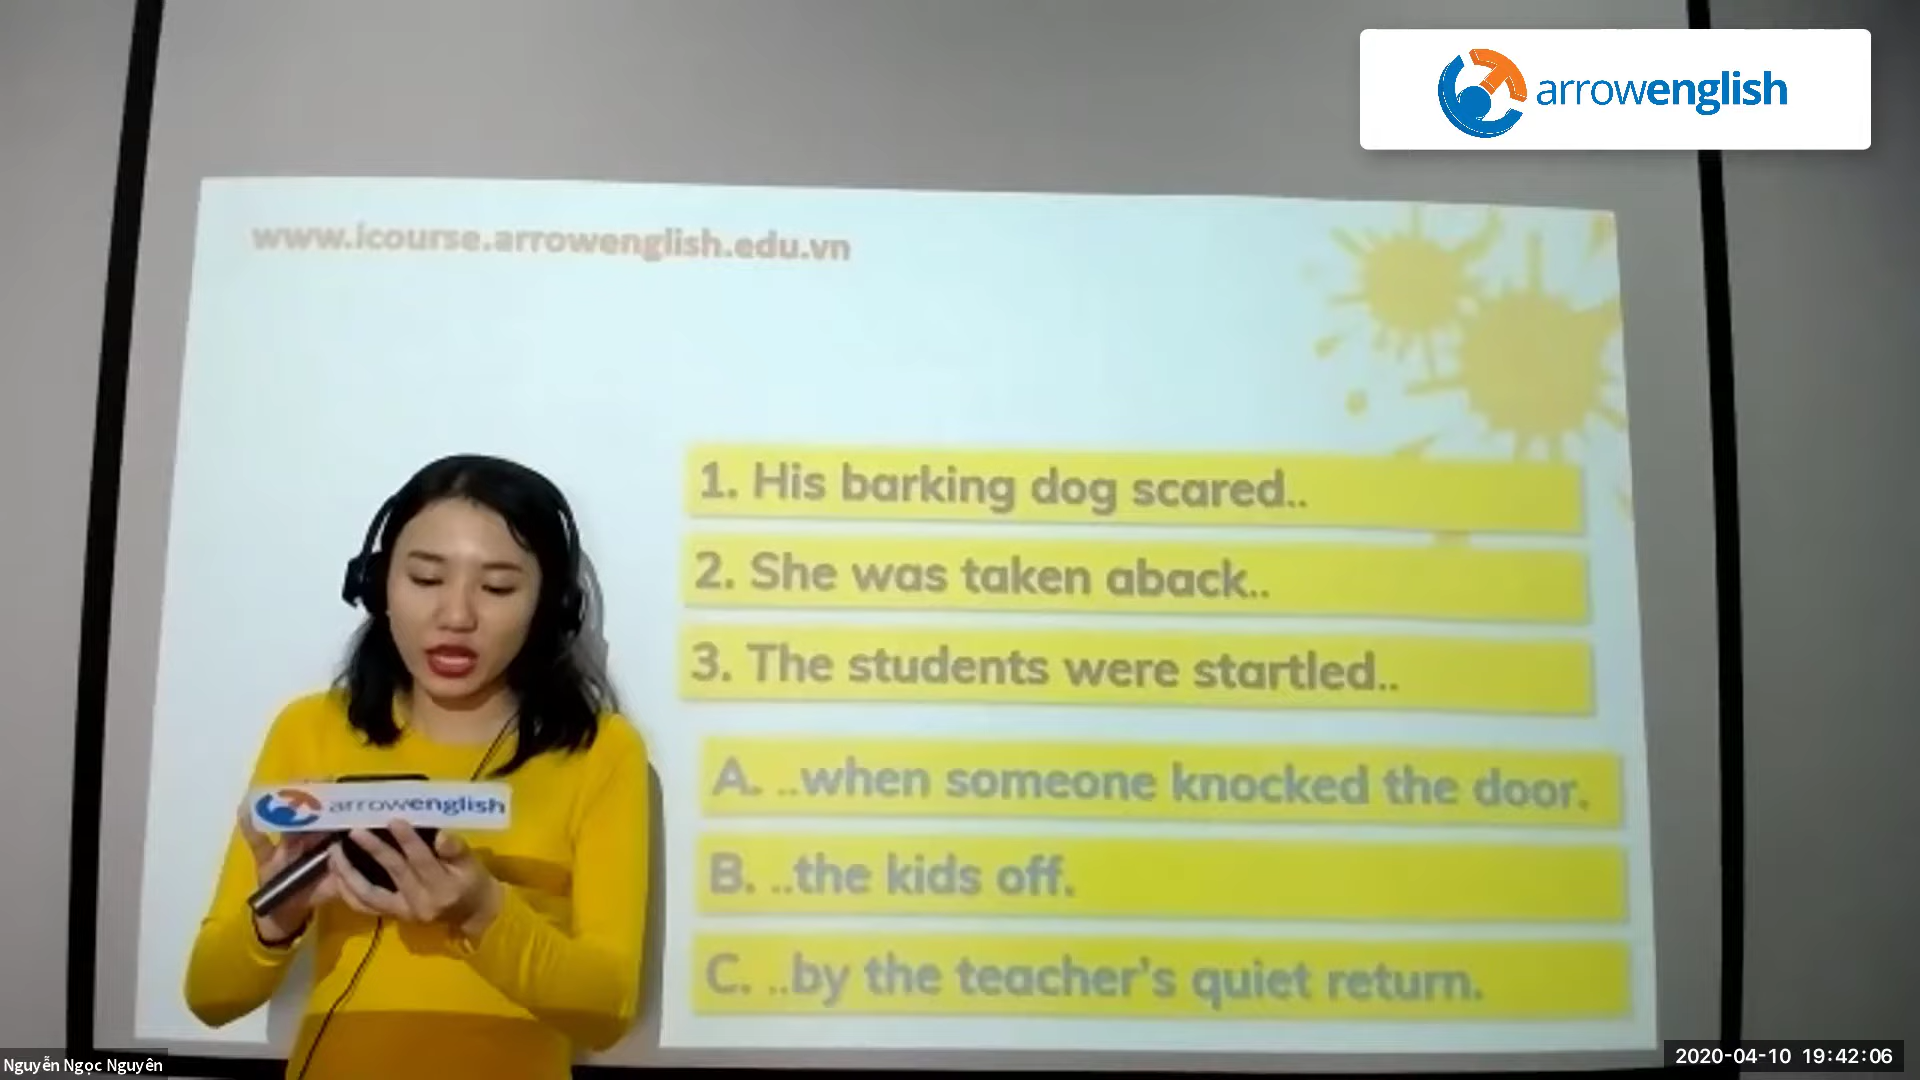 arrowenglish
www.icourse.arrowenglish.edu.vn
1. His barking dog scared..
2. She was taken aback..
3. The students were startled..
A. ..when someone knocked the door.
B. ..the kids off.
C. ..by the teacher's quiet return.
arrowenglish
Nguyễn Ngọc Nguyên
2020-04-10 19:42:06